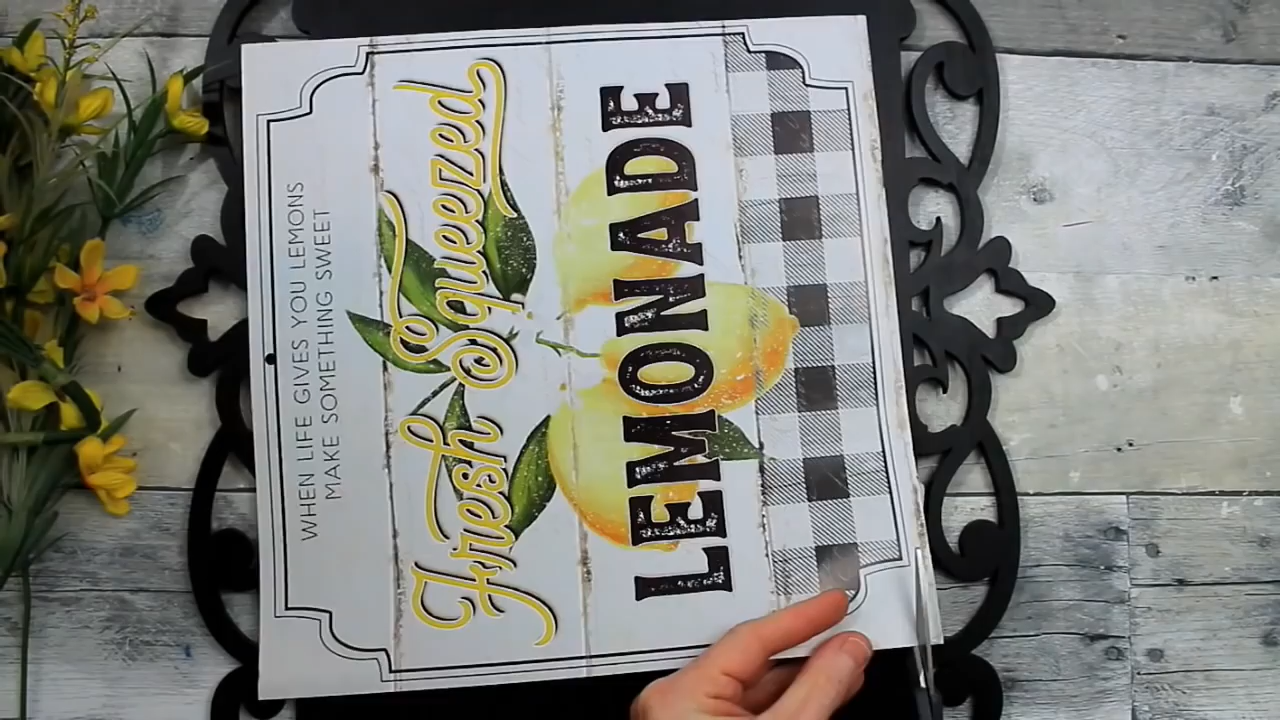 WHEN LIFE GIVES YOU LEMONS
MAKE SOMETHING SWEET
Fresh Squeezed
LEMONADE